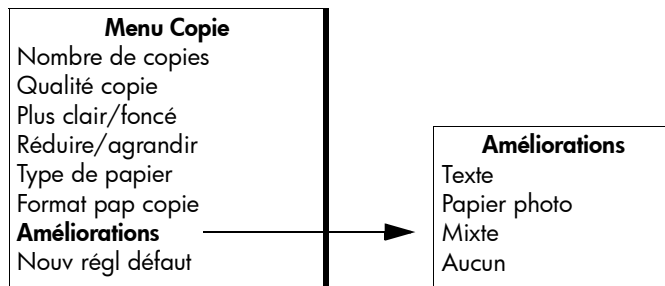 Menu Copie
Nombre de copies
Qualité copie
Plus clair/foncé
Réduire/agrandir
Type de papier
Format pap copie
Améliorations
Nouv régl défaut
Améliorations
Texte
Papier photo
Mixte
Aucun